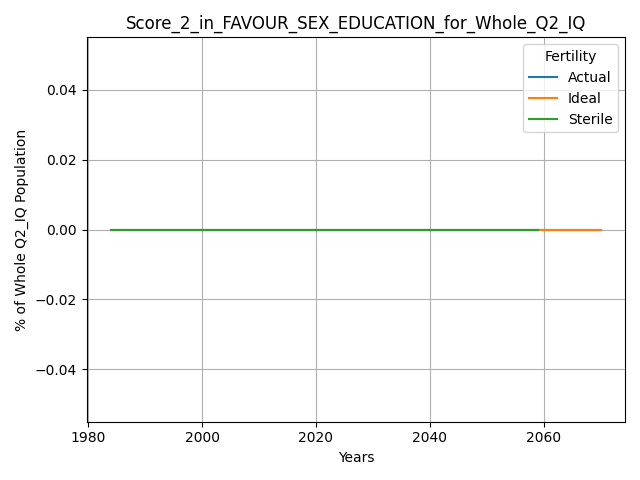 Score_2_in_FAVOUR_SEX_EDUCATION_for_Whole_Q2_IQ
Fertility
Actual
Ideal
Sterile
% of Whole Q2_IQ Population
0.04
0.02
0.00
−0.02
−0.04
1980 2000 2020 2040 2060
Years